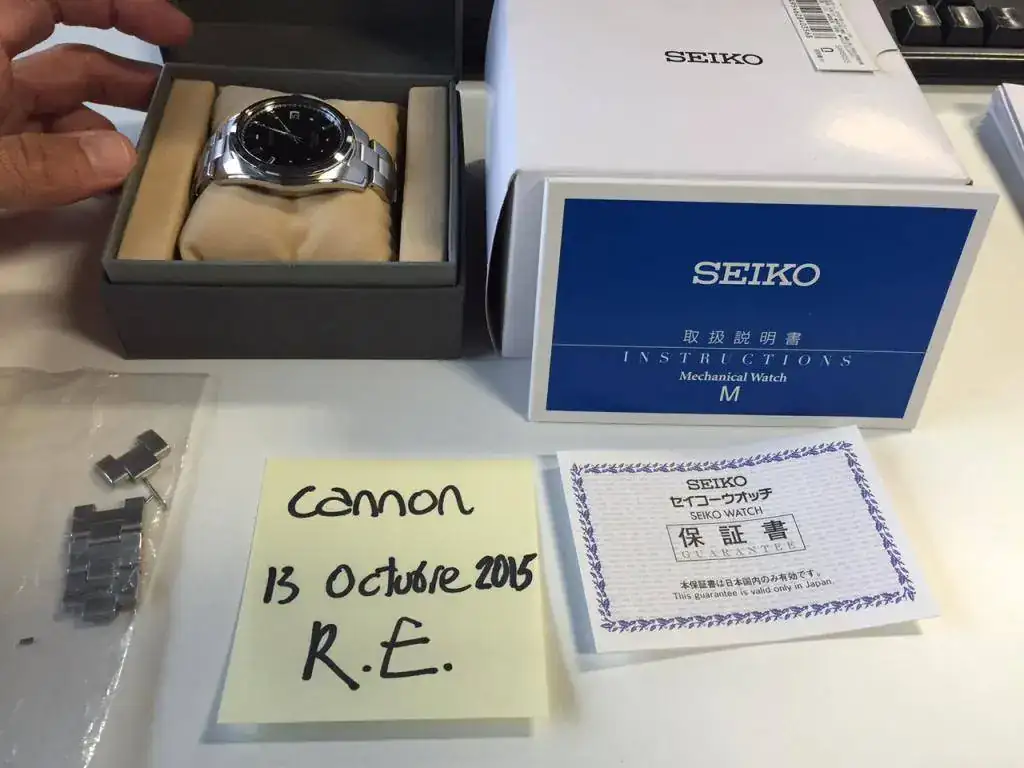 SEIKO
SEIKO
取扱説明書
INSTRUCTIONS
Mechanical Watch
M
cannon
13 Octubre 2015
R.E.
SEIKO
セイコーウオッチ
SEIKO WATCH
保証書
GUARANTEE
本保証書は日本国内のみ有効です。
This guarantee is valid only in Japan.